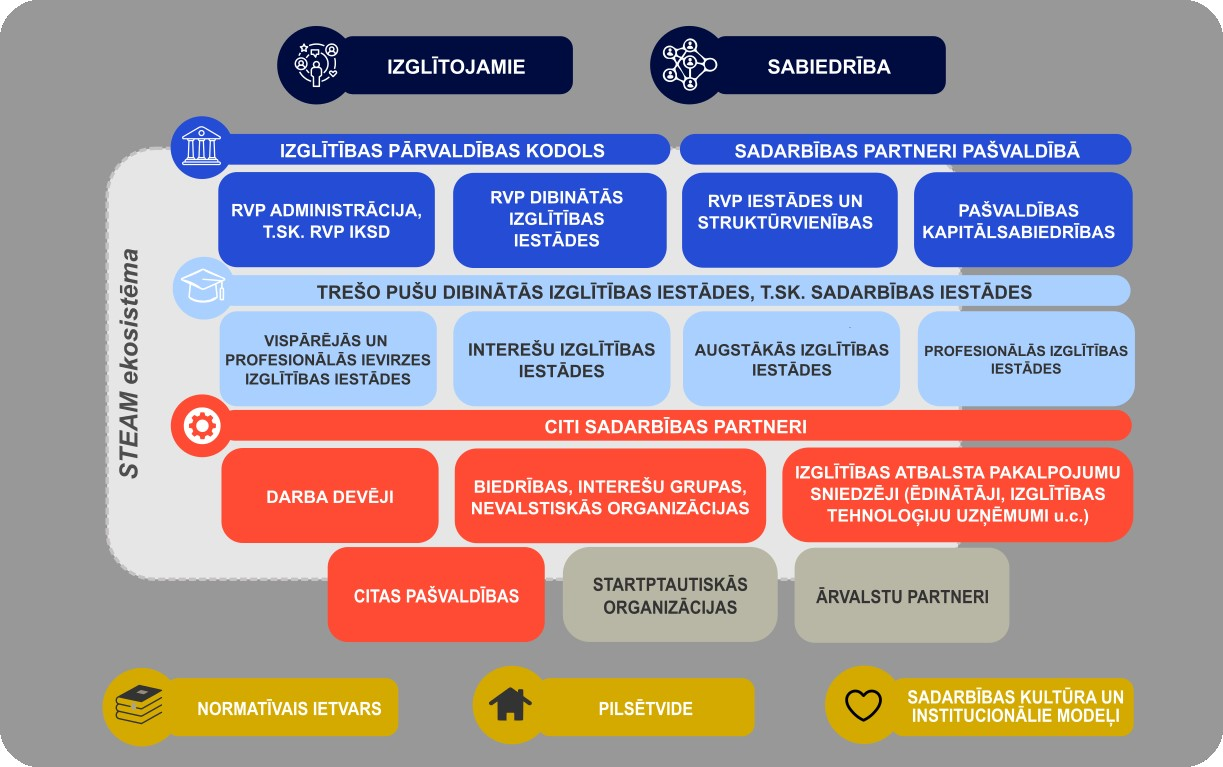 IZGLĪTOJAMIE
SABIEDRĪBA
IZGLĪTĪBAS PĀRVALDĪBAS KODOLS
SADARBĪBAS PARTNERI PAŠVALDĪBĀ
RVP ADMINISTRĀCIJA,
T.SK. RVP IKSD
RVP DIBINĀTĀS
IZGLĪTĪBAS
IESTĀDES
RVP IESTĀDES UN
STRUKTŪRVIENĪBAS
PAŠVALDĪBAS
KAPITĀLSABIEDRĪBAS
STEAM ekosistēma
TREŠO PUŠU DIBINĀTĀS IZGLĪTĪBAS IESTĀDES, T.SK. SADARBĪBAS IESTĀDES
VISPĀRĒJĀS UN
PROFESIONĀLĀS IEVIRZES
IZGLĪTĪBAS IESTĀDES
INTEREŠU IZGLĪTĪBAS
IESTĀDES
AUGSTĀKĀS IZGLĪTĪBAS
IESTĀDES
PROFESIONĀLĀS IZGLĪTĪBAS
IESTĀDES
CITI SADARBĪBAS PARTNERI
DARBA DEVĒJI
BIEDRĪBAS, INTEREŠU GRUPAS,
NEVALSTISKĀS ORGANIZĀCIJAS
IZGLĪTĪBAS ATBALSTA PAKALPOJUMU
SNIEDZĒJI (ĒDINĀTĀJI, IZGLĪTĪBAS
TEHNOLOĢIJU UZŅĒMUMI u.c.)
CITAS PAŠVALDĪBAS
STARTPTAUTISKĀS
ORGANIZĀCIJAS
ĀRVALSTU PARTNERI
NORMATĪVAIS IETVARS
PILSĒTVIDE
SADARBĪBAS KULTŪRA UN
INSTITUCIONĀLIE MODEĻI